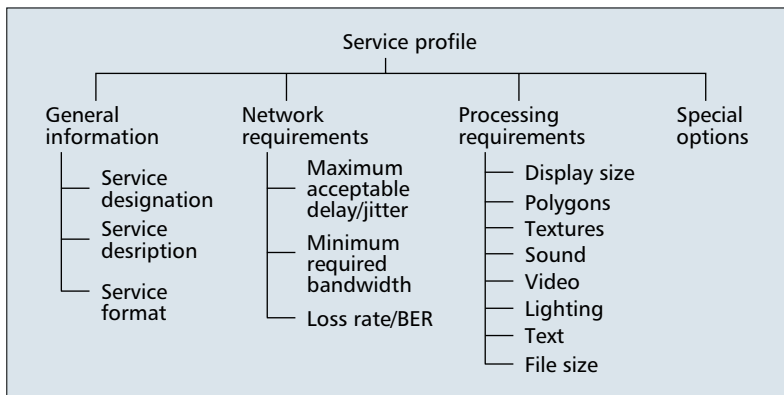 Service profile
General
information
Service
designation
Service
desription
Service
format
Network
requirements
Maximum
acceptable
delay/jitter
Minimum
required
bandwidth
Loss rate/BER
Processing
requirements
Display size
Polygons
Textures
Sound
Video
Lighting
Text
File size
Special
options